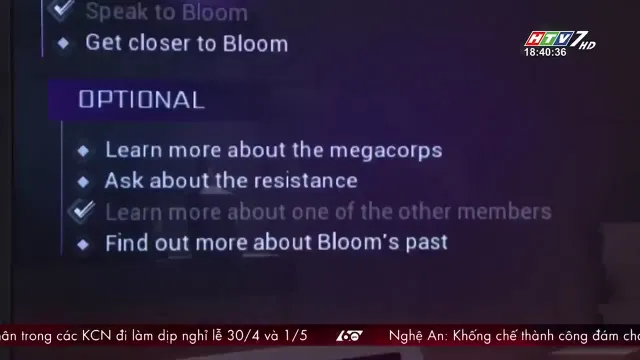 Speak to Bloom
Get closer to Bloom
HTV7 HD
18:40:36
OPTIONAL
Learn more about the megacorps
Ask about the resistance
Learn more about one of the other members
Find out more about Bloom's past
trong các KCN đi làm dịp nghỉ lễ 30/4 và 1/5
60
Nghệ An: Khống chế thành công đám